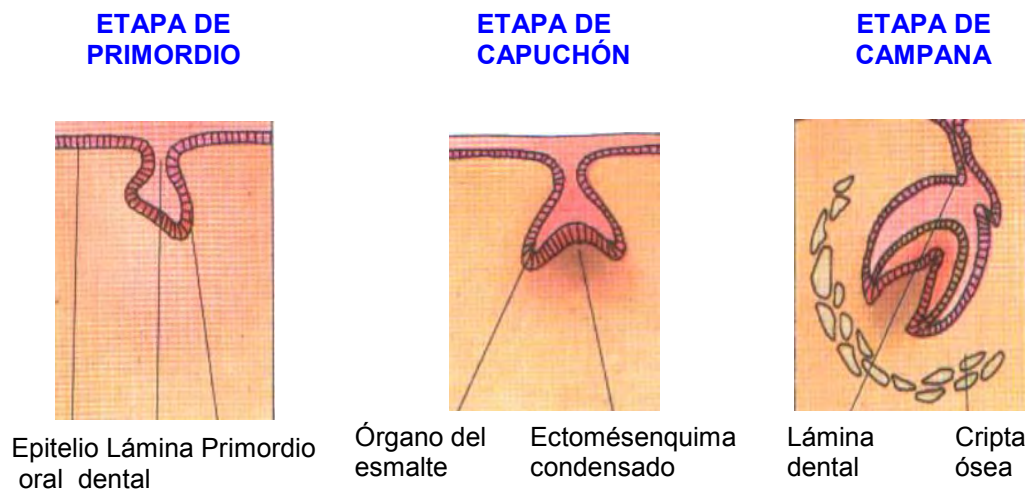 ETAPA DE
PRIMORDIO
ETAPA DE
CAPUCHÓN
ETAPA DE
CAMPANA
Epitelio Lámina Primordio
oral dental
Órgano del
esmalte
Ectomésenquima
condensado
Lámina
dental
Cripta
ósea